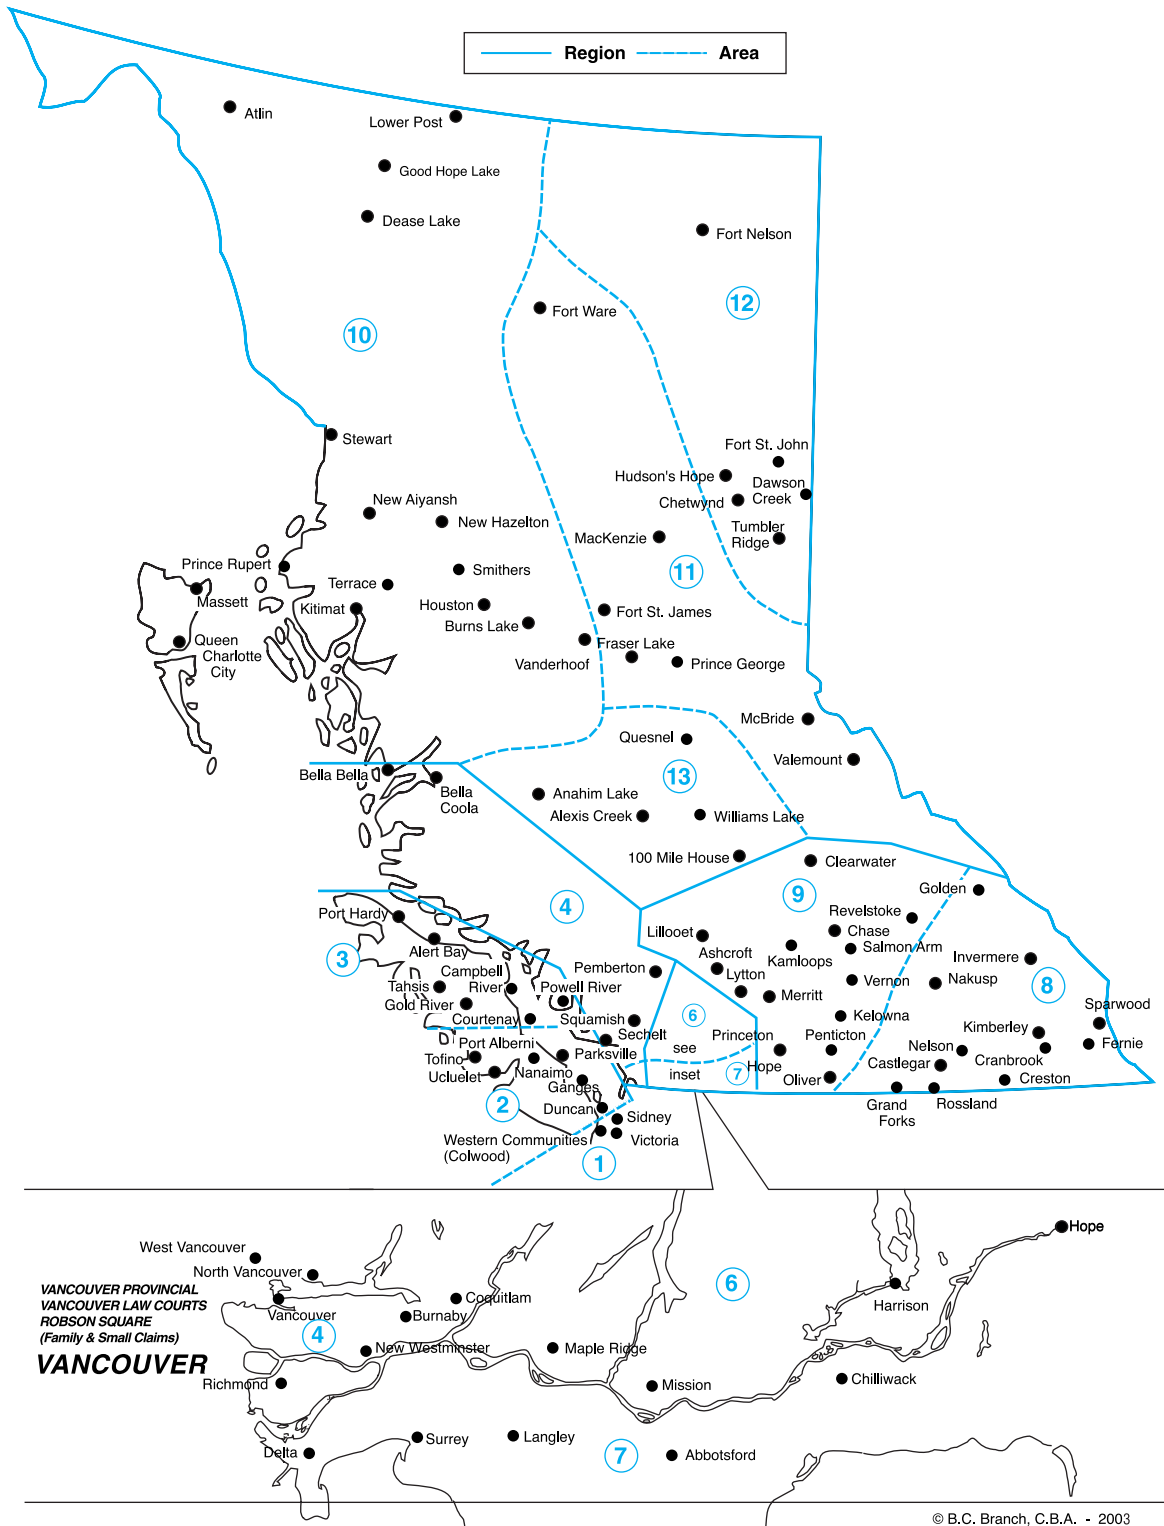 Region
Area
Atlin
Lower Post
Good Hope Lake
Dease Lake
Fort Nelson
12
Fort Ware
10
Stewart
Fort St. John
Hudson's Hope
Dawson
Creek
Chetwynd
New Aiyansh
New Hazelton
Tumbler
Ridge
MacKenzie
Prince Rupert
Smithers
11
Terrace
Massett
Kitimat
Houston
Fort St. James
Burns Lake
Queen
Charlotte
City
Fraser Lake
Vanderhoof
Prince George
McBride
Quesnel
Valemount
13
Bella Bella
Bella
Coola
Anahim Lake
Alexis Creek
Williams Lake
100 Mile House
Clearwater
9
Golden
4
Port Hardy
Revelstoke
Chase
Lillooet
Alert Bay
Salmon Arm
3
Ashcroft
Kamloops
Invermere
Campbell
River
Pemberton
Lytton
Tahsis
Vernon
Nakusp
8
Gold River
Powell River
Merritt
Sparwood
Courtenay
Squamish
6
Kelowna
Sechelt
Princeton
Penticton
Kimberley
Port Alberni
see
Nelson
Fernie
Tofino
Parksville
Hope
Castlegar
Cranbrook
Ucluelet
Nanaimo
inset
7
Oliver
Creston
Ganges
2
Duncan
Grand
Forks
Rossland
Sidney
Western Communities
(Colwood)
Victoria
1
Hope
West Vancouver
North Vancouver
6
VANCOUVER PROVINCIAL
VANCOUVER LAW COURTS
ROBSON SQUARE
(Family & Small Claims)
VANCOUVER
Coquitlam
Harrison
Vancouver
Burnaby
4
New Westminster
Maple Ridge
Richmond
Mission
Chilliwack
Surrey
Langley
Delta
7
Abbotsford
© B.C. Branch, C.B.A. - 2003